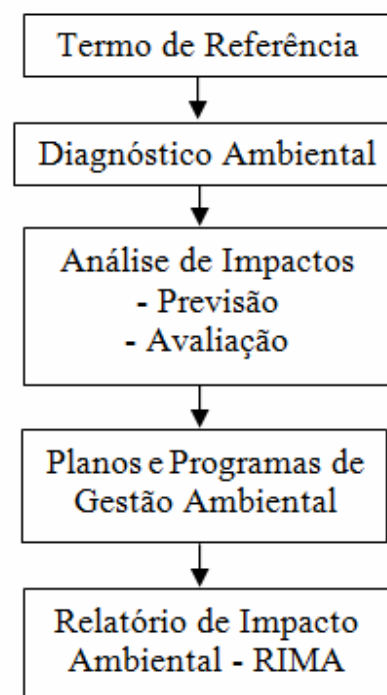 Termo de Referência
Diagnóstico Ambiental
Análise de Impactos
- Previsão
- Avaliação
Planos e Programas de
Gestão Ambiental
Relatório de Impacto
Ambiental - RIMA